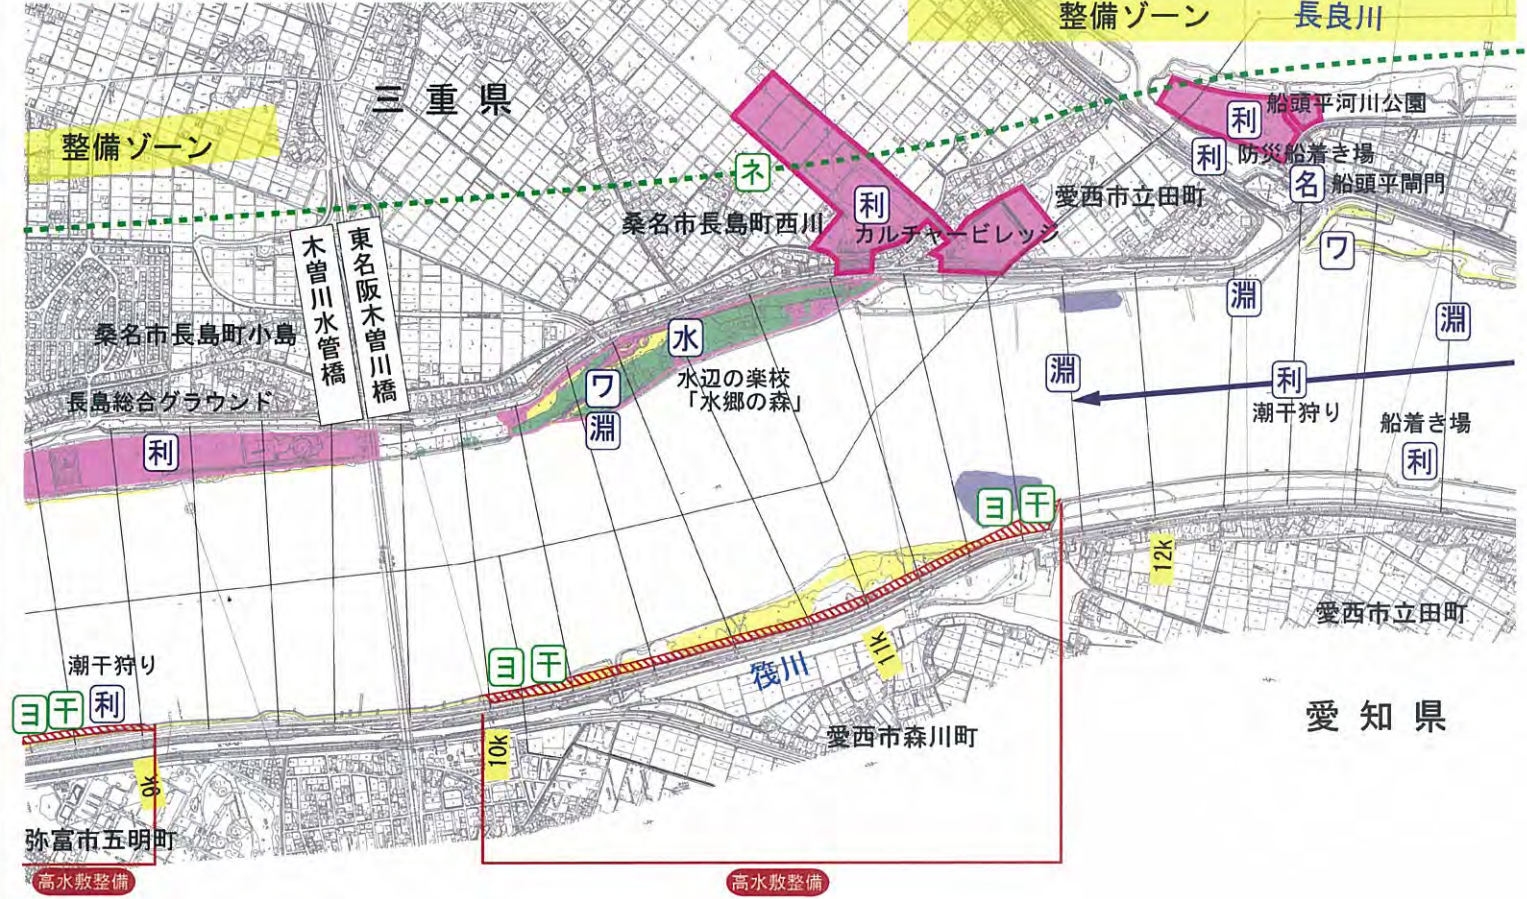 整備ゾーン
長良川
三重県
整備ゾーン
利
船頭平河川公園
利
防災船着き場
名
船頭平閘門
ネ
利
愛西市立田町
桑名市長島町西川
カルチャービレッジ
ワ
木曽川水管橋
東名阪木曽川橋
淵
淵
桑名市長島町小島
水
水辺の楽校
「水郷の森」
淵
利
潮干狩り
ワ
淵
長島総合グラウンド
利
船着き場
利
ヨ
干
12k
愛西市立田町
11k
筏川
ヨ
干
潮干狩り
ヨ
干
利
愛知県
愛西市森川町
10k
9k
弥富市五明町
高水敷整備
高水敷整備